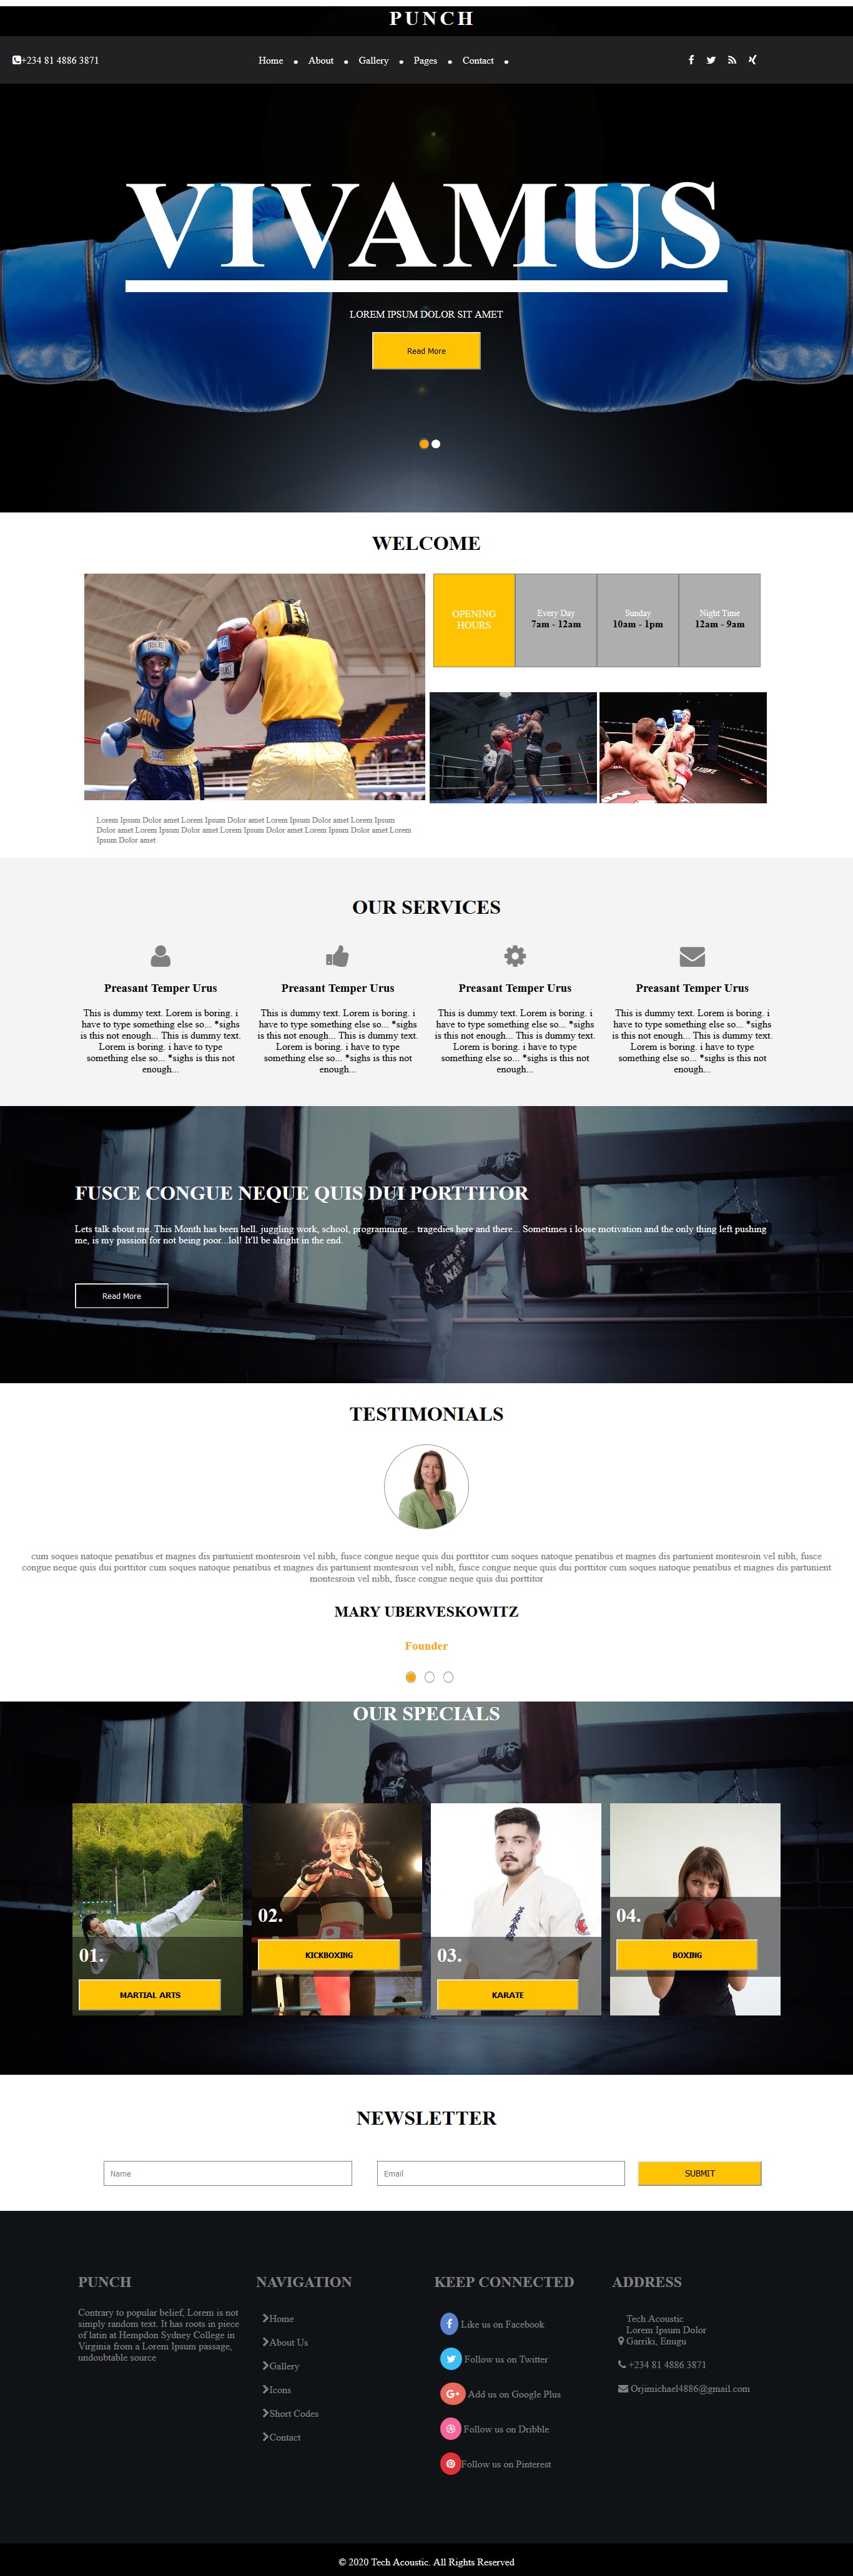 PUNCH
+234 81 4886 3871
Home
About
Gallery
Pages
Contact
VIVAMUS
LOREM IPSUM DOLOR SIT AMET
Read More
WELCOME
OPENING
HOURS
Every Day
7am - 12am
Sunday
10am - 1pm
Night Time
12am - 9am
Lorem Ipsum Dolor amet Lorem Ipsum Dolor amet Lorem Ipsum Dolor amet Lorem Ipsum
Dolor amet Lorem Ipsum Dolor amet Lorem Ipsum Dolor amet Lorem Ipsum Dolor amet Lorem
Ipsum Dolor amet
OUR SERVICES
Preasant Temper Urus
This is dummy text. Lorem is boring. i
have to type something else so... *sighs
is this not enough... This is dummy text.
Lorem is boring. i have to type
something else so... *sighs is this not
enough...
Preasant Temper Urus
This is dummy text. Lorem is boring. i
have to type something else so... *sighs
is this not enough... This is dummy text.
Lorem is boring. i have to type
something else so... *sighs is this not
enough...
Preasant Temper Urus
This is dummy text. Lorem is boring. i
have to type something else so... *sighs
is this not enough... This is dummy text.
Lorem is boring. i have to type
something else so... *sighs is this not
enough...
Preasant Temper Urus
This is dummy text. Lorem is boring. i
have to type something else so... *sighs
is this not enough... This is dummy text.
Lorem is boring. i have to type
something else so... *sighs is this not
enough...
FUSCE CONGUE NEQUE QUIS DUI PORTTITOR
Lets talk about me. This Month has been hell. juggling work, school, programming... tragedies here and there... Sometimes i loose motivation and the only thing left pushing
me, is my passion for not being poor...lol! It'll be alright in the end.
Read More
TESTIMONIALS
cum soques natoque penatibus et magnes dis partunient montesroin vel nibh, fusce congue neque quis dui porttitor cum soques natoque penatibus et magnes dis partunient montesroin vel nibh, fusce
congue neque quis dui porttitor cum soques natoque penatibus et magnes dis partunient montesroin vel nibh, fusce congue neque quis dui porttitor cum soques natoque penatibus et magnes dis partunient
montesroin vel nibh, fusce congue neque quis dui porttitor
MARY UBERVESKOWITZ
Founder
OUR SPECIALS
01.
MARTIAL ARTS
02.
KICKBOXING
03.
KARATE
04.
BOXING
NEWSLETTER
Name
Email
SUBMIT
PUNCH
Contrary to popular belief, Lorem is not
simply random text. It has roots in piece
of latin at Hempdon Sydney College in
Virginia from a Lorem Ipsum passage,
undoubtable source
NAVIGATION
Home
About Us
Gallery
Icons
Short Codes
Contact
KEEP CONNECTED
Like us on Facebook
Follow us on Twitter
Add us on Google Plus
Follow us on Dribble
Follow us on Pinterest
ADDRESS
Tech Acoustic
Lorem Ipsum Dolor
Garriki, Enugu
+234 81 4886 3871
Orjimichael4886@gmail.com
© 2020 Tech Acoustic. All Rights Reserved